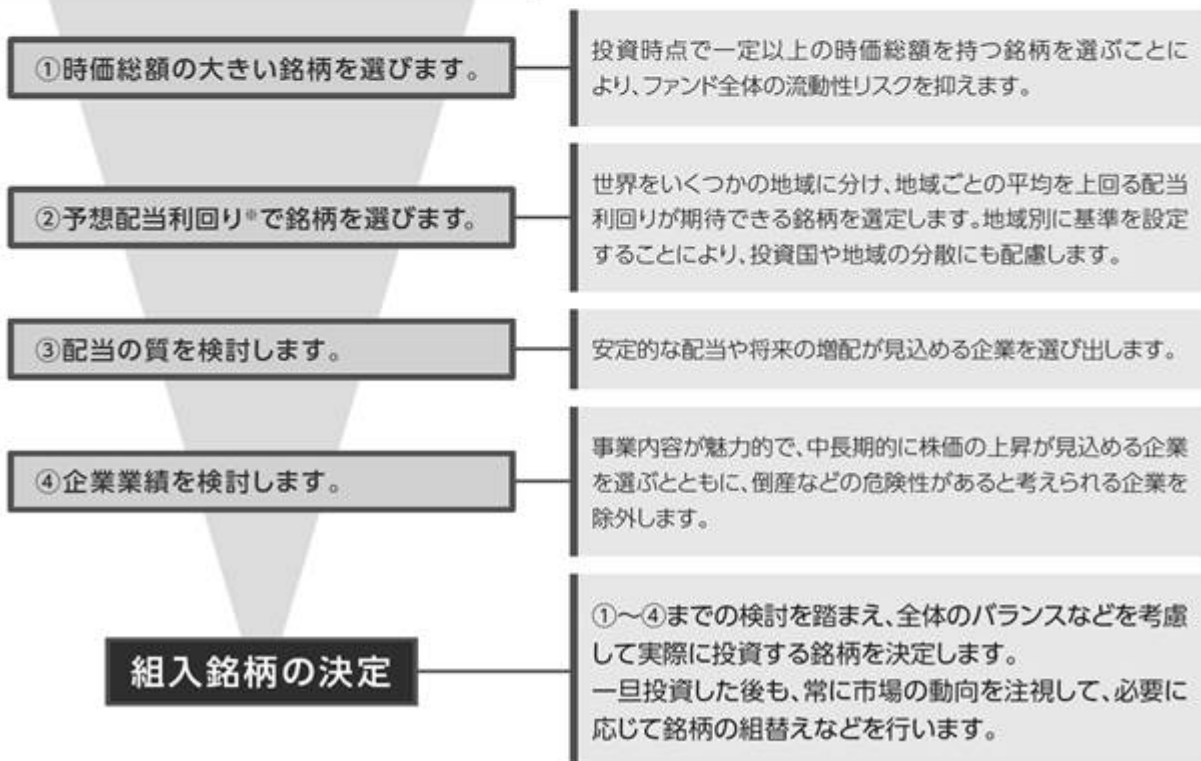 ①時価総額の大きい銘柄を選びます。
投資時点で一定以上の時価総額を持つ銘柄を選ぶことに
より、ファンド全体の流動性リスクを抑えます。
②予想配当利回り※で銘柄を選びます。
世界をいくつかの地域に分け、地域ごとの平均を上回る配当
利回りが期待できる銘柄を選定します。地域別に基準を設定
することにより、投資国や地域の分散にも配慮します。
③配当の質を検討します。
安定的な配当や将来の増配が見込める企業を選び出します。
④企業業績を検討します。
事業内容が魅力的で、中長期的に株価の上昇が見込める企業
を選ぶとともに、倒産などの危険性があると考えられる企業を
除外します。
組入銘柄の決定
①～④までの検討を踏まえ、全体のバランスなどを考慮
して実際に投資する銘柄を決定します。
一旦投資した後も、常に市場の動向を注視して、必要に
応じて銘柄の組替えなどを行います。